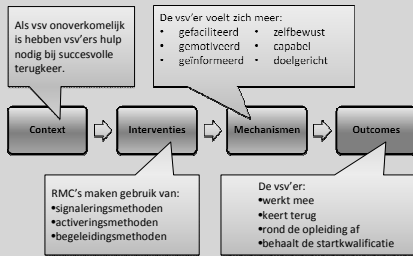 Als vsv onoverkomelijk
is hebben vsv'ers hulp
nodig bij succesvolle
terugkeer.
De vsv'er voelt zich meer:
• gefaciliteerd • zelfbewust
• gemotiveerd • capabel
• geïnformeerd • doelgericht
Context Interventies Mechanismen Outcomes
RMC's maken gebruik van:
•signaleringsmethoden
•activeringsmethoden
•begeleidingsmethoden
De vsv'er:
•werkt mee
•keert terug
•rond de opleiding af
•behaalt de startkwalificatie